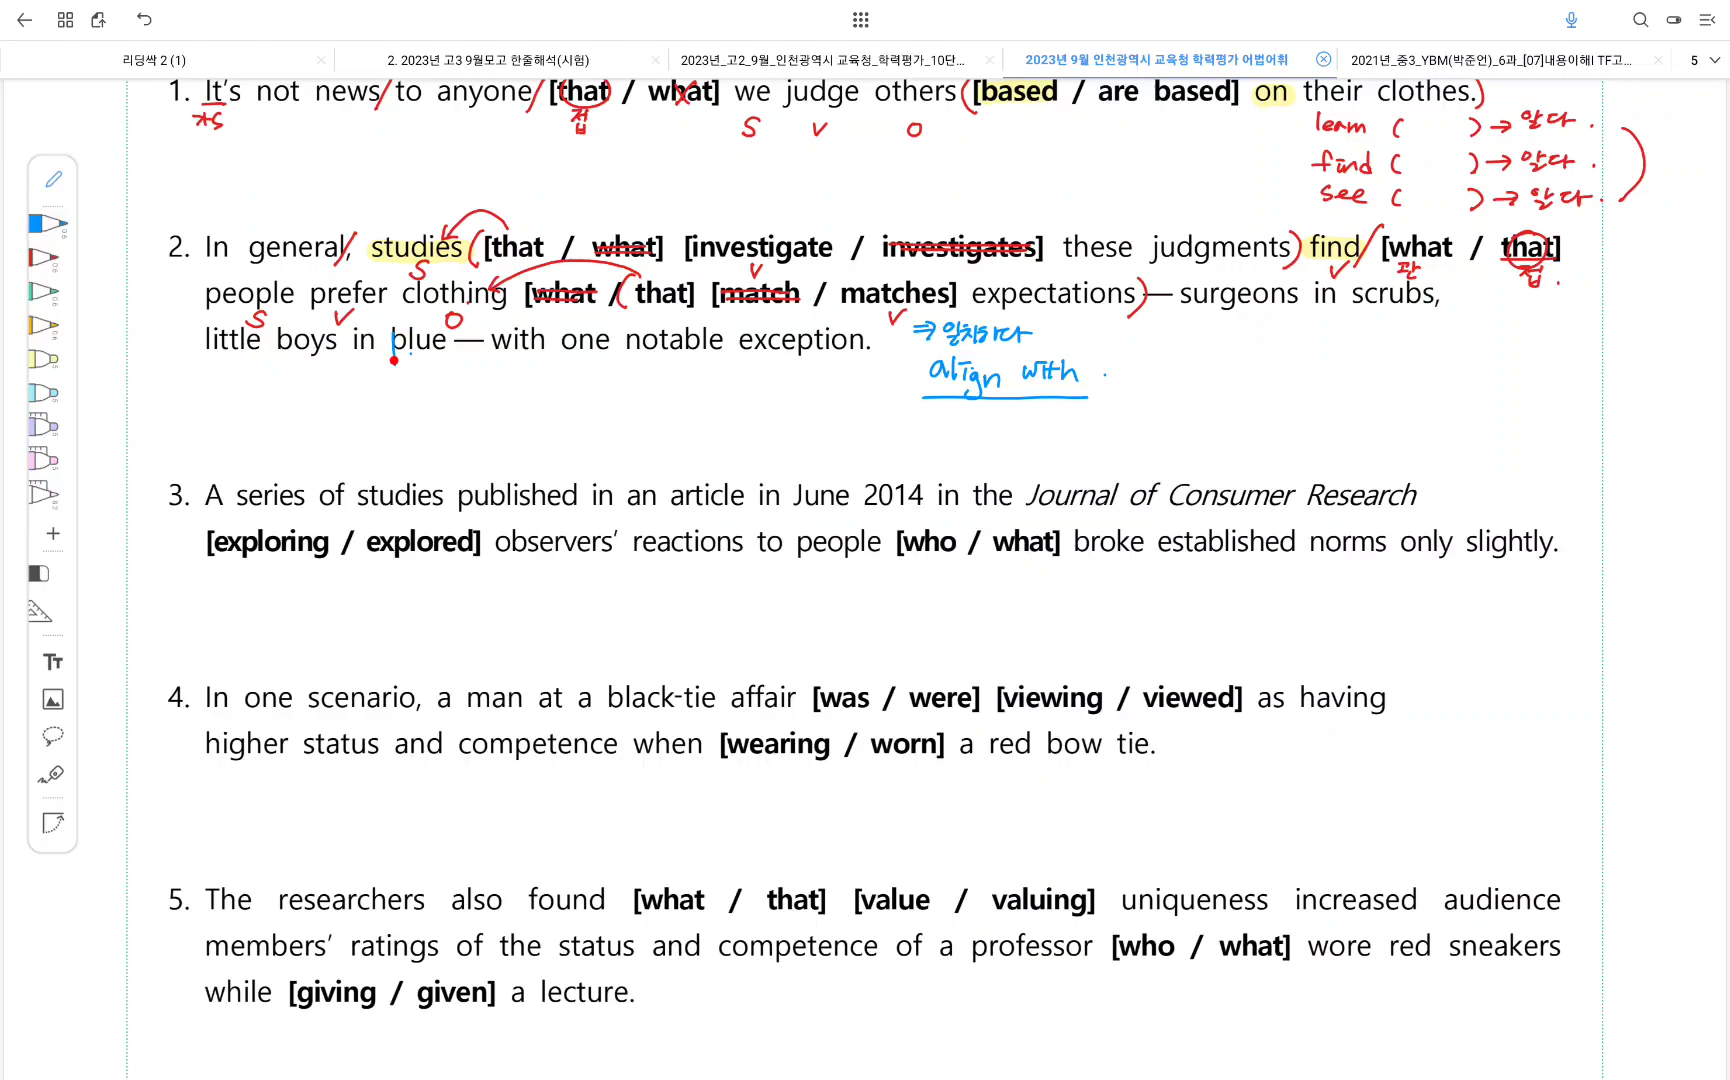 리딩싹 2 (1)
2. 2023년 고3 9월모고 한줄해석(시험)
2023년_고2_9월_인천광역시 교육청_학력평가_10단...
2023년 9월 인천광역시 교육청 학력평가 어법어휘
2021년_중3_YBM(박준언)_6과_[07]내용이해I TF고...
5
1. It's not news/to anyone/[that / what] we judge others ([based / are based] on their clothes.)
접 S V O
learn ( ) → 알다.
find ( ) → 알다.
see ( ) → 알다.
2. In general, studies [that / what] [investigate / investigates] these judgments) find / [what / that]
S V V 관 접.
people prefer clothing [what / that] [match / matches] expectations) — surgeons in scrubs,
S V O V ⇒ 일치하다
little boys in blue — with one notable exception.
align with
3. A series of studies published in an article in June 2014 in the Journal of Consumer Research
[exploring / explored] observers' reactions to people [who / what] broke established norms only slightly.
4. In one scenario, a man at a black-tie affair [was / were] [viewing / viewed] as having
higher status and competence when [wearing / worn] a red bow tie.
5. The researchers also found [what / that] [value / valuing] uniqueness increased audience
members' ratings of the status and competence of a professor [who / what] wore red sneakers
while [giving / given] a lecture.